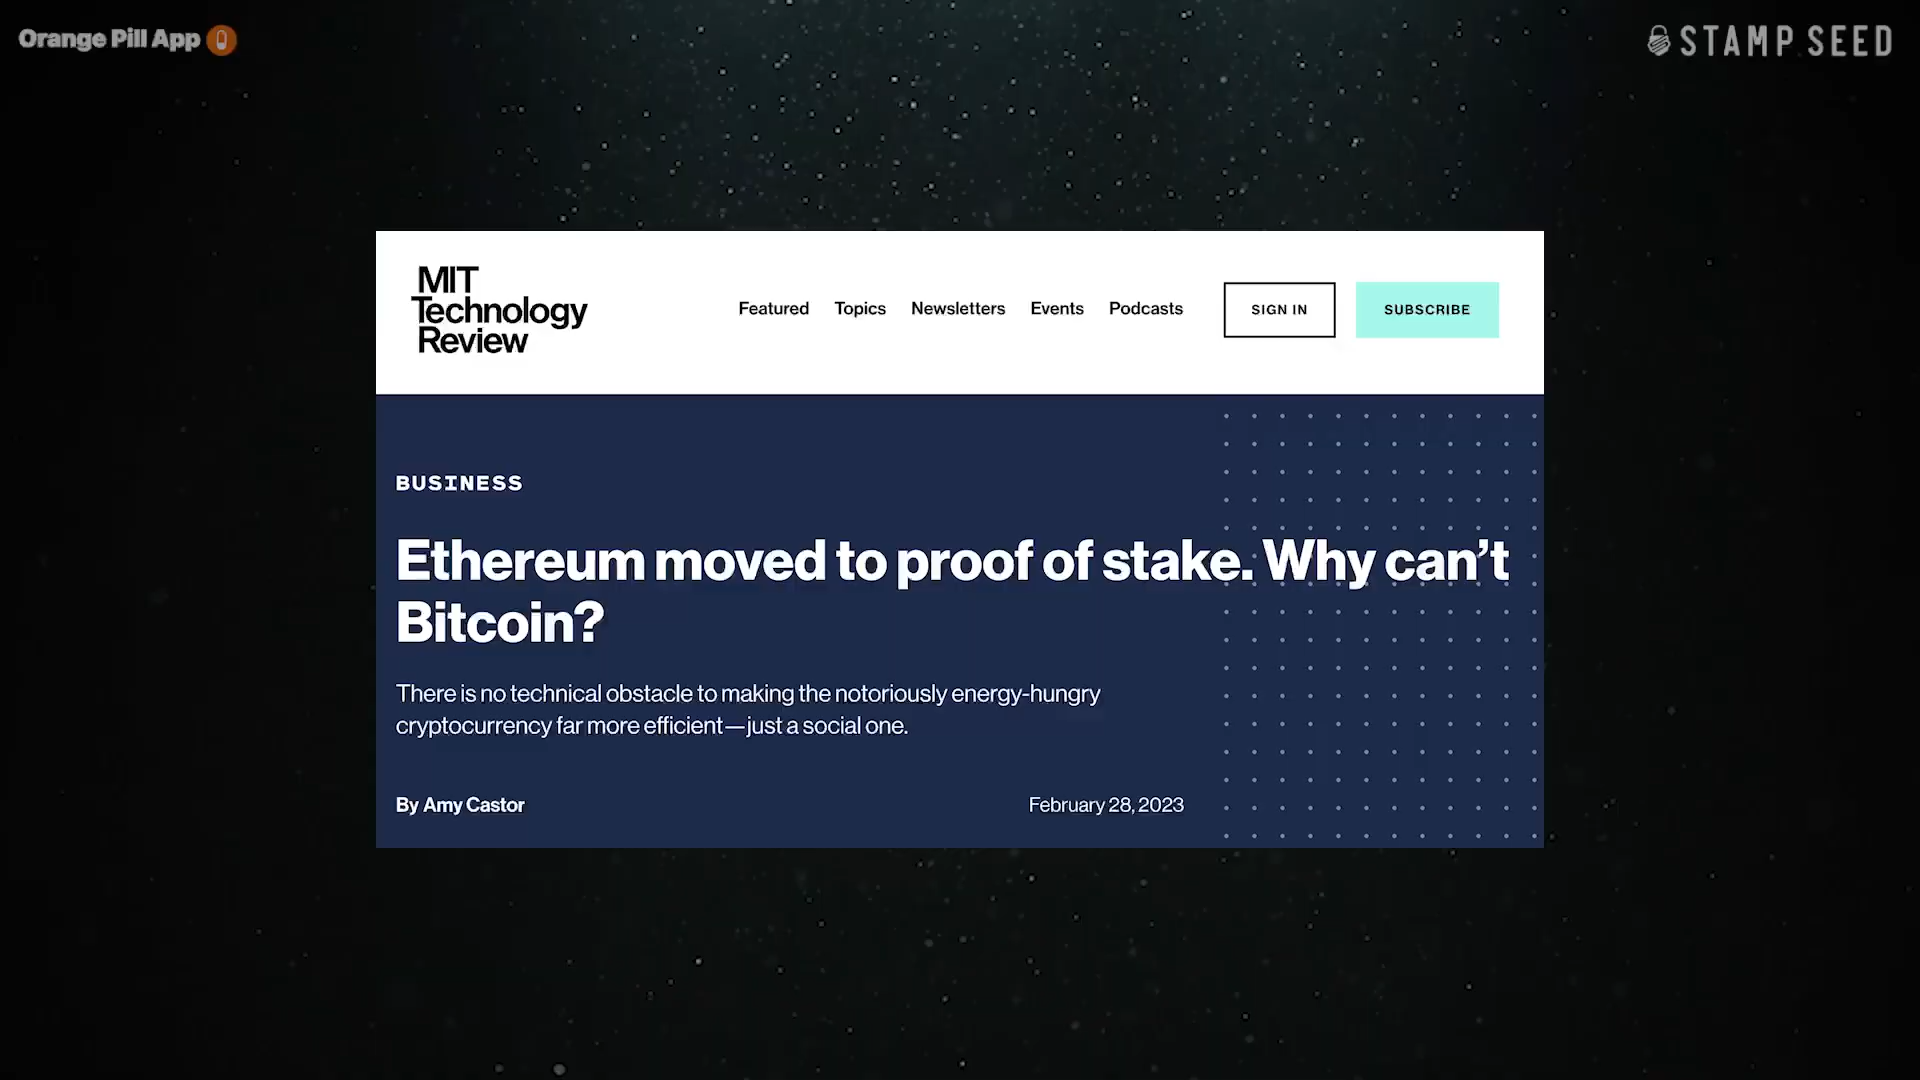 Orange Pill App
STAMP SEED
MIT
Technology
Review
Featured Topics Newsletters Events Podcasts SIGN IN SUBSCRIBE
BUSINESS
Ethereum moved to proof of stake. Why can’t
Bitcoin?
There is no technical obstacle to making the notoriously energy-hungry
cryptocurrency far more efficient—just a social one.
By Amy Castor February 28, 2023